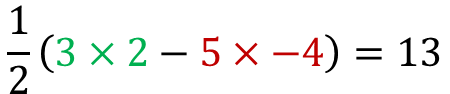 1/2 (3 × 2 − 5 × −4) = 13